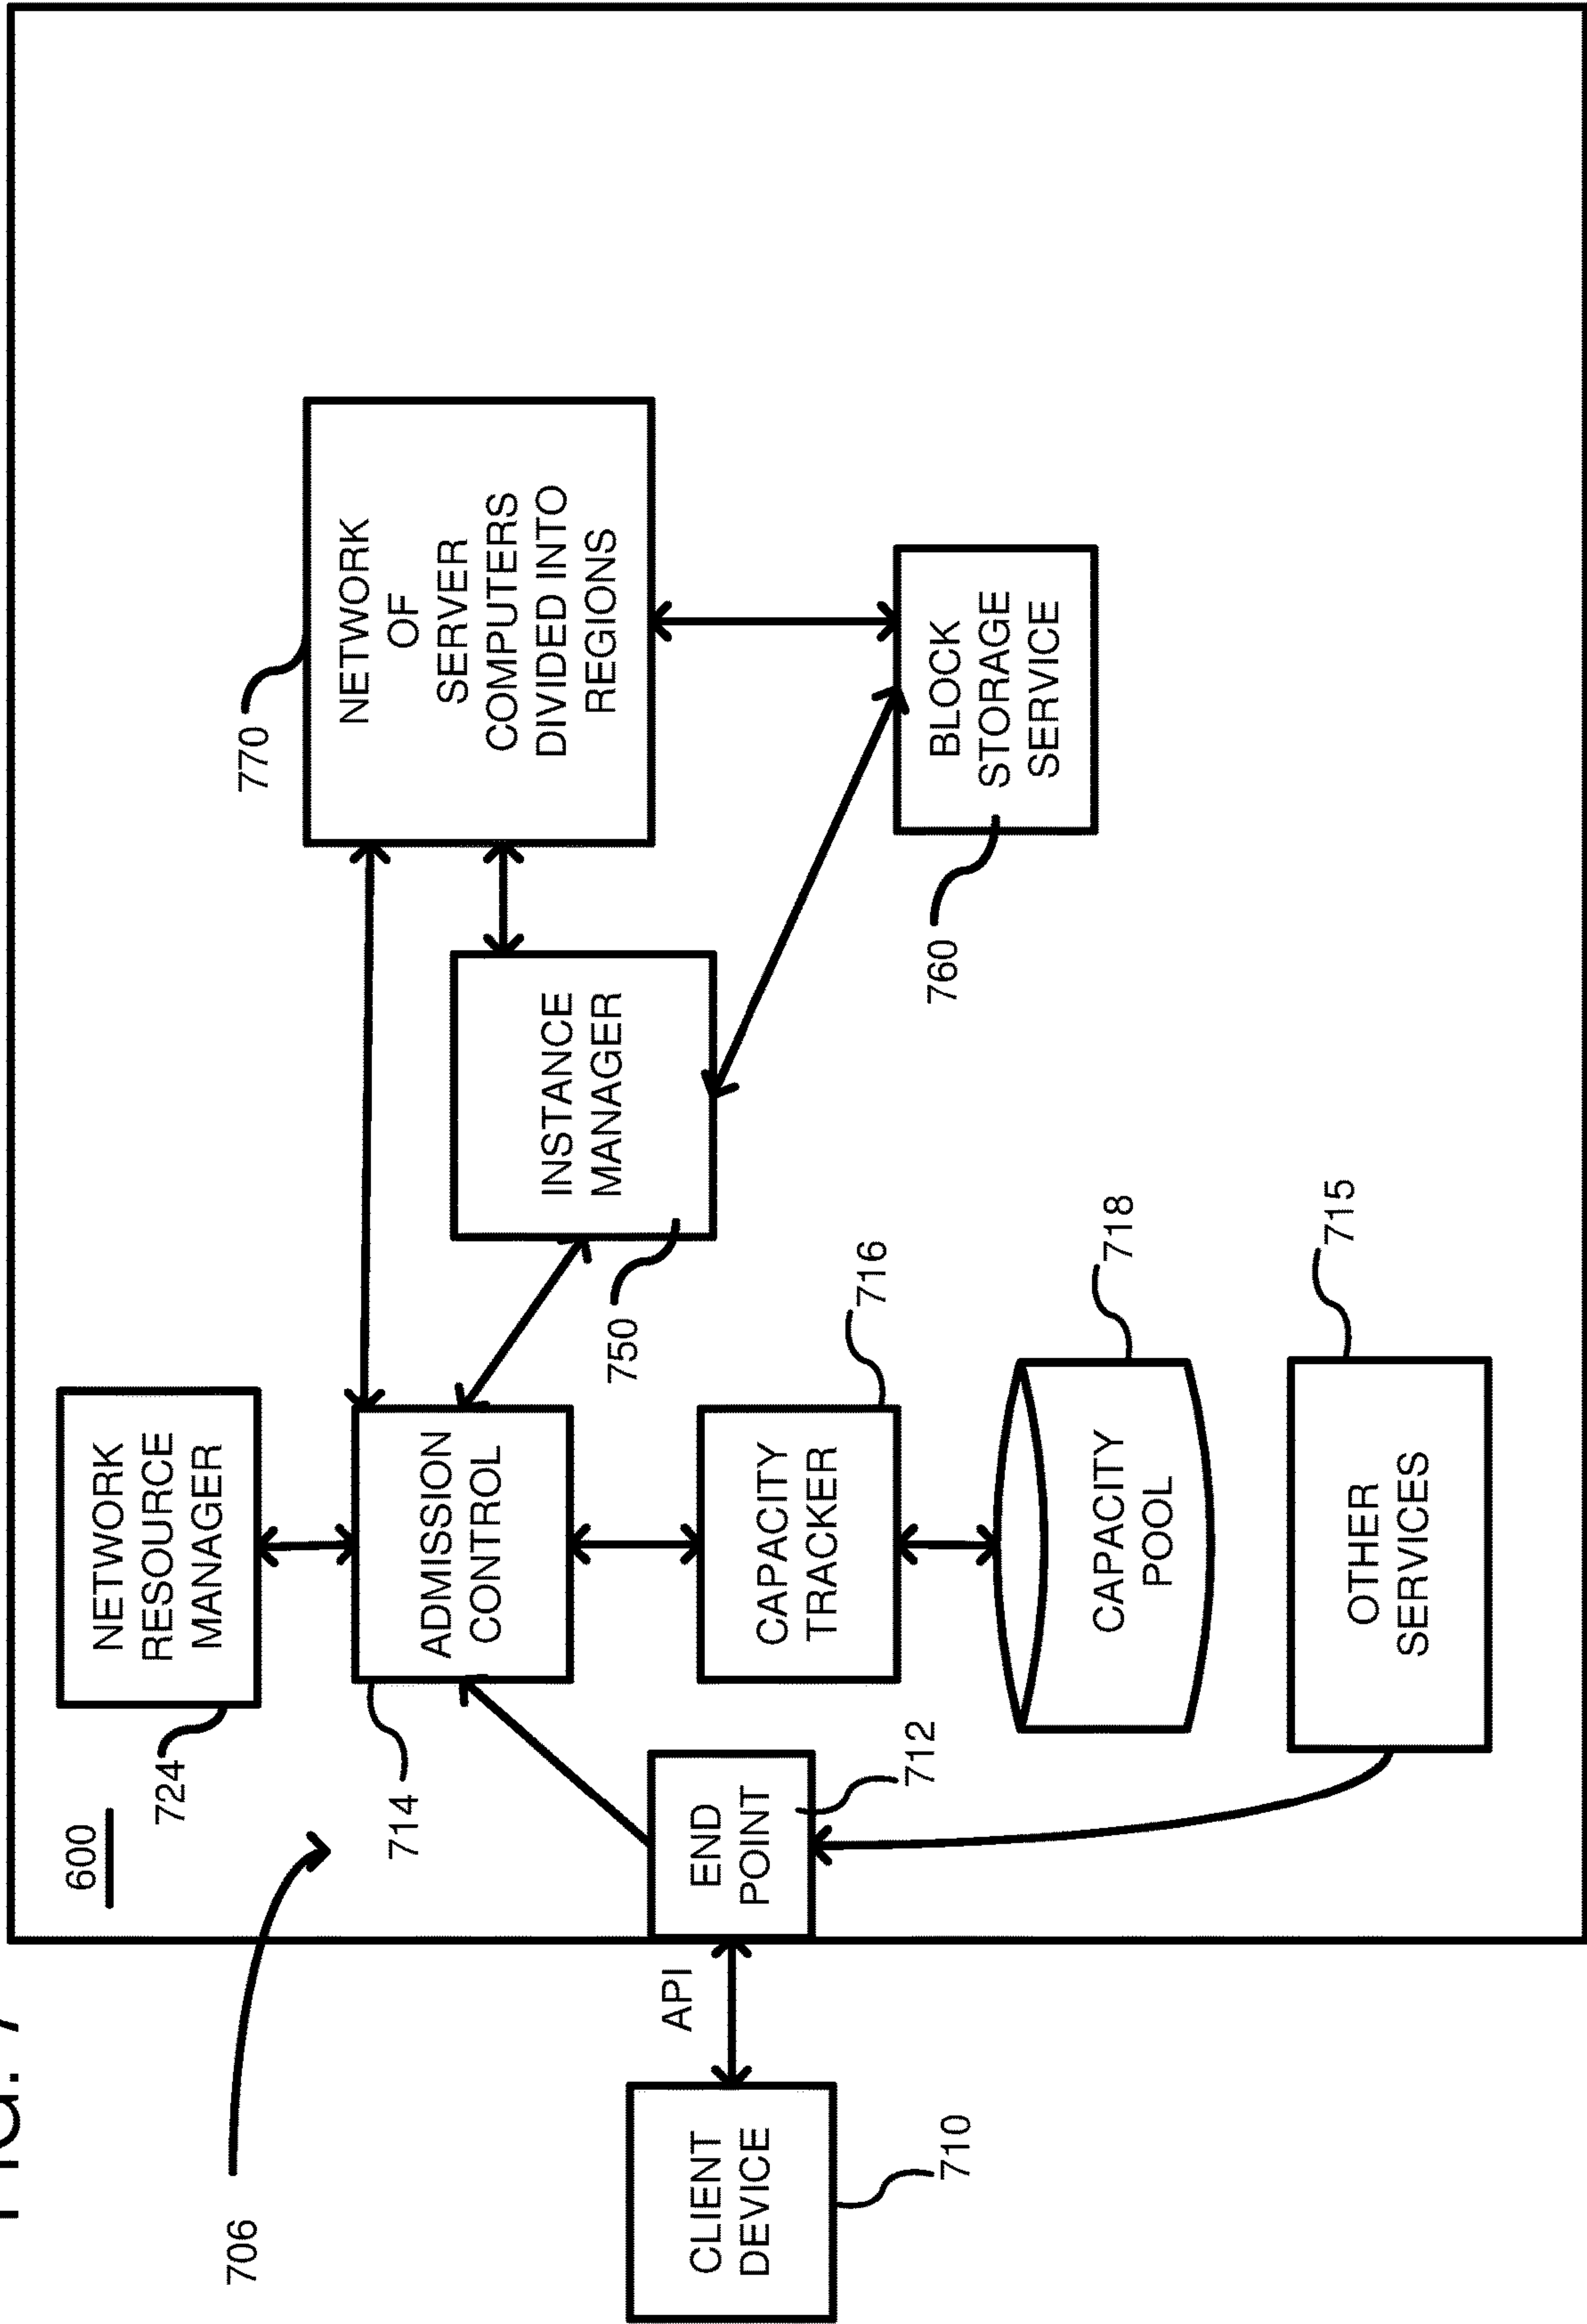 FIG. 7
600
724
NETWORK
RESOURCE
MANAGER
706
770
NETWORK
OF
SERVER
COMPUTERS
DIVIDED INTO
REGIONS
714
ADMISSION
CONTROL
INSTANCE
MANAGER
750
API
CLIENT
DEVICE
710
END
POINT
712
CAPACITY
TRACKER
716
760
BLOCK
STORAGE
SERVICE
CAPACITY
POOL
718
OTHER
SERVICES
715